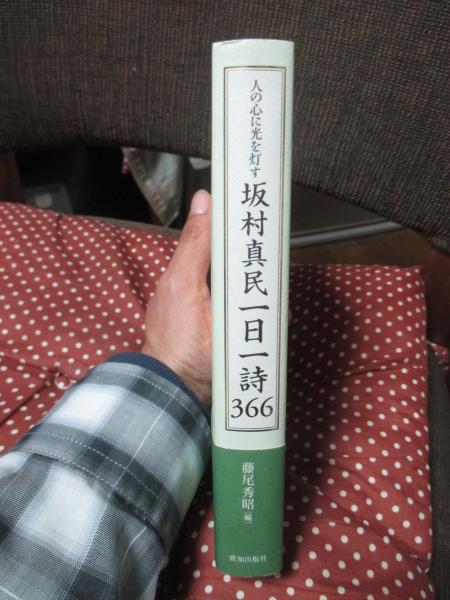 人の心に光を灯す
坂村真民一日一詩
366
藤尾秀昭[編]
致知出版社